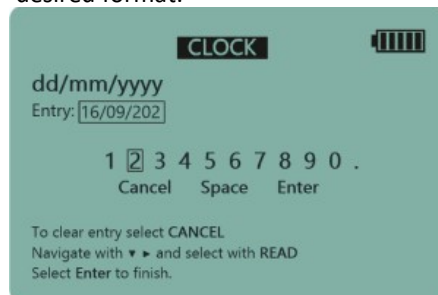 desired format.
CLOCK
dd/mm/yyyy
Entry: 16/09/202
1 2 3 4 5 6 7 8 9 0 .
Cancel Space Enter
To clear entry select CANCEL
Navigate with ▾ ▸ and select with READ
Select Enter to finish.